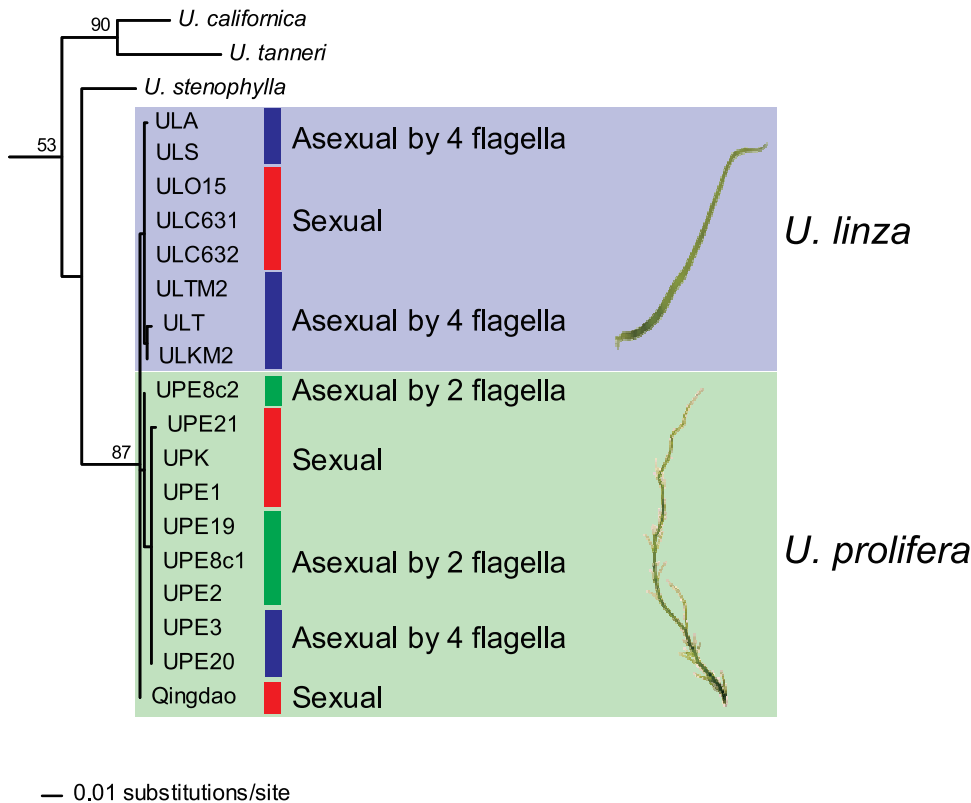 90
U. californica
U. tanneri
U. stenophylla
53
ULA
ULS
Asexual by 4 flagella
ULO15
ULC631
ULC632
Sexual
ULTM2
ULT
ULKM2
Asexual by 4 flagella
U. linza
UPE8c2
Asexual by 2 flagella
UPE21
UPK
UPE1
Sexual
87
UPE19
UPE8c1
UPE2
Asexual by 2 flagella
UPE3
UPE20
Asexual by 4 flagella
Qingdao
Sexual
U. prolifera
0.01 substitutions/site